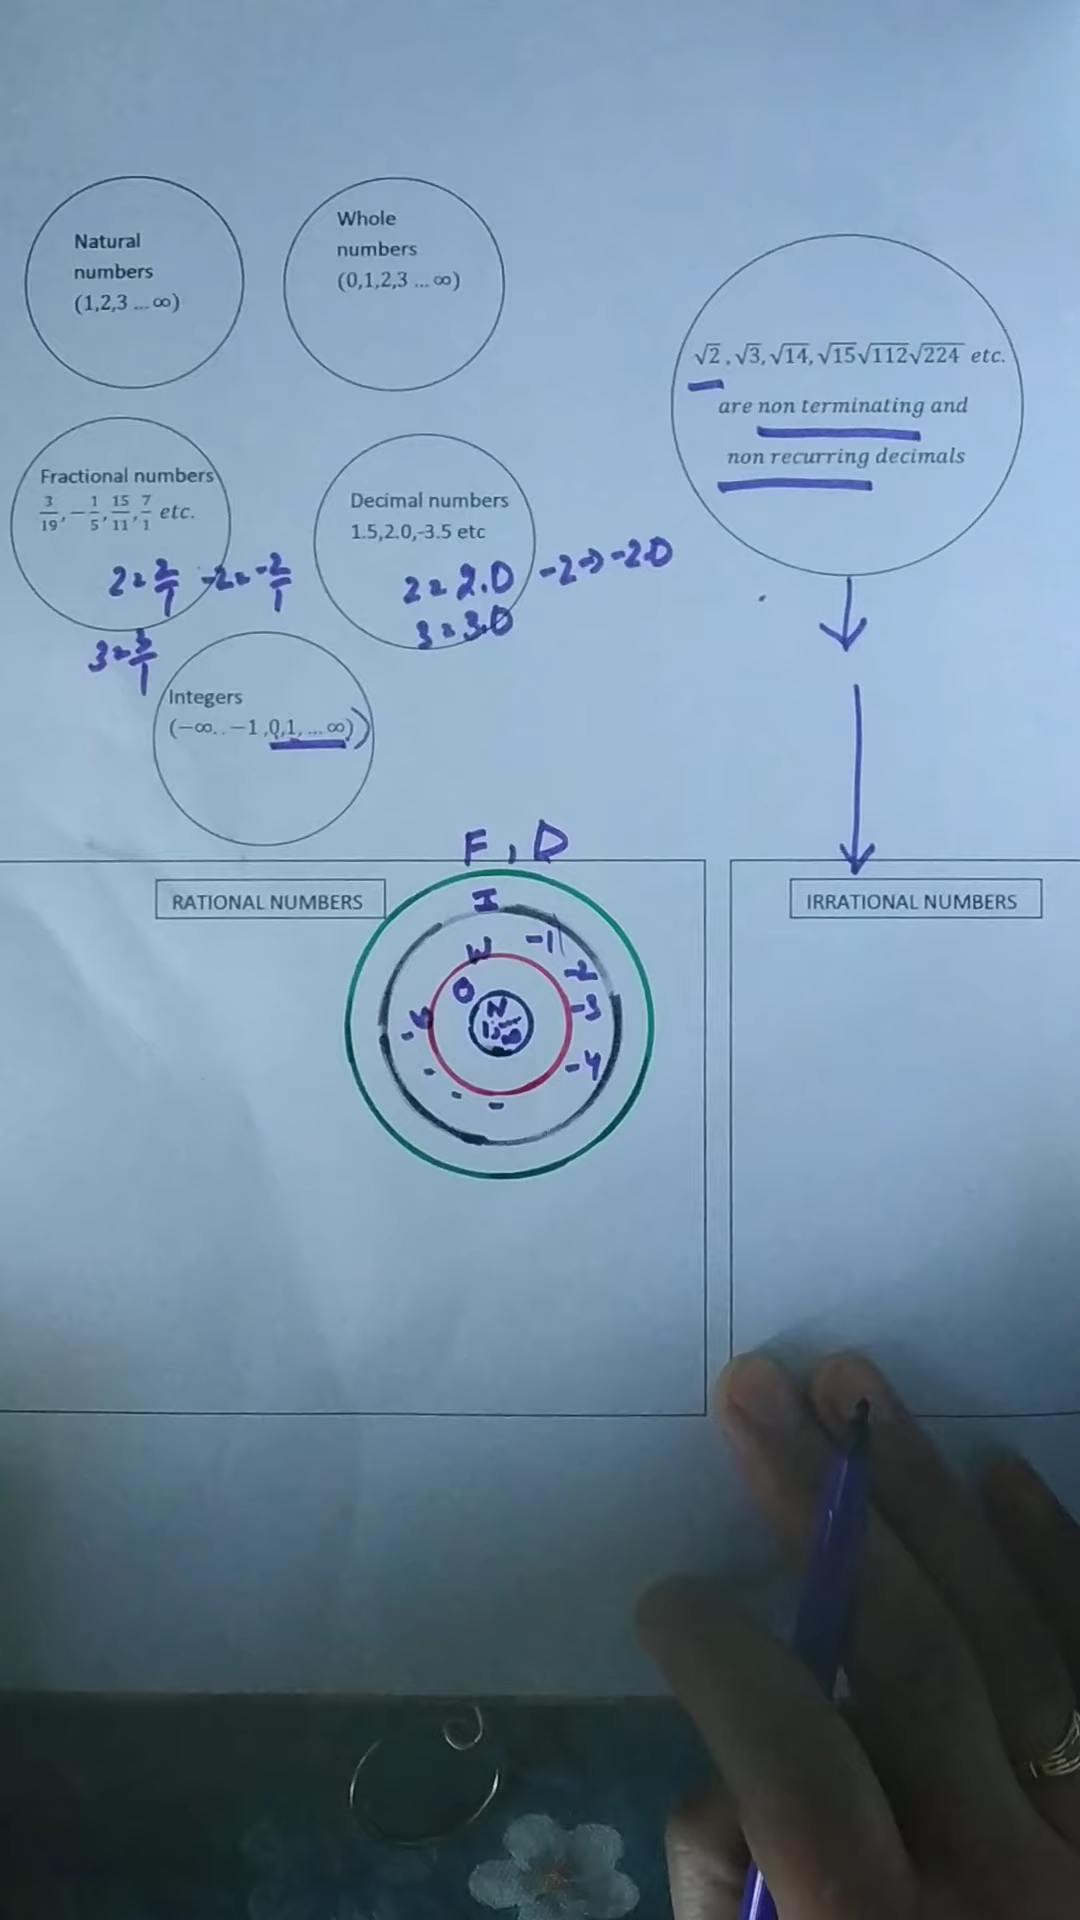 Natural
numbers
(1,2,3 ... ∞)
Whole
numbers
(0,1,2,3 ... ∞)
√2, √3, √14, √15√112√224 etc.
are non terminating and
non recurring decimals
Fractional numbers
3/19, -1/5, 15/11, 7/1 etc.
2 = 2/1 -2 = -2/1
3 = 3/1
Decimal numbers
1.5,2.0,-3.5 etc
2 = 2.0 -2 → -2.0
3 = 3.0
Integers
(-∞.. -1 ,0,1, ... ∞))
F, D
RATIONAL NUMBERS
I
W -1
-2
0
N
-3
-4
IRRATIONAL NUMBERS